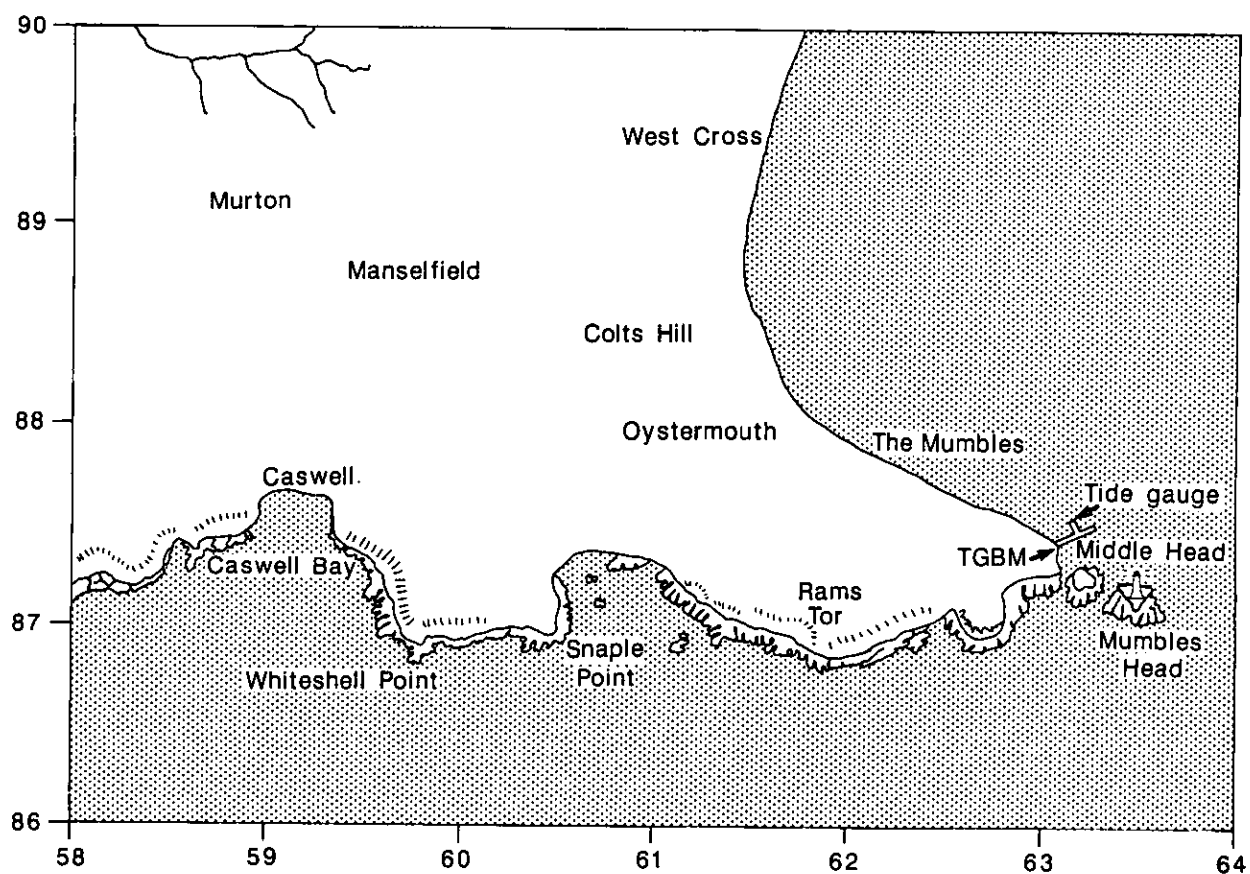 90
West Cross
Murton
89
Manselfield
Colts Hill
88
Oystermouth
The Mumbles
Caswell
Tide gauge
TGBM
Middle Head
Caswell Bay
Rams
Tor
87
Snaple
Point
Mumbles
Head
Whiteshell Point
86
58
59
60
61
62
63
64